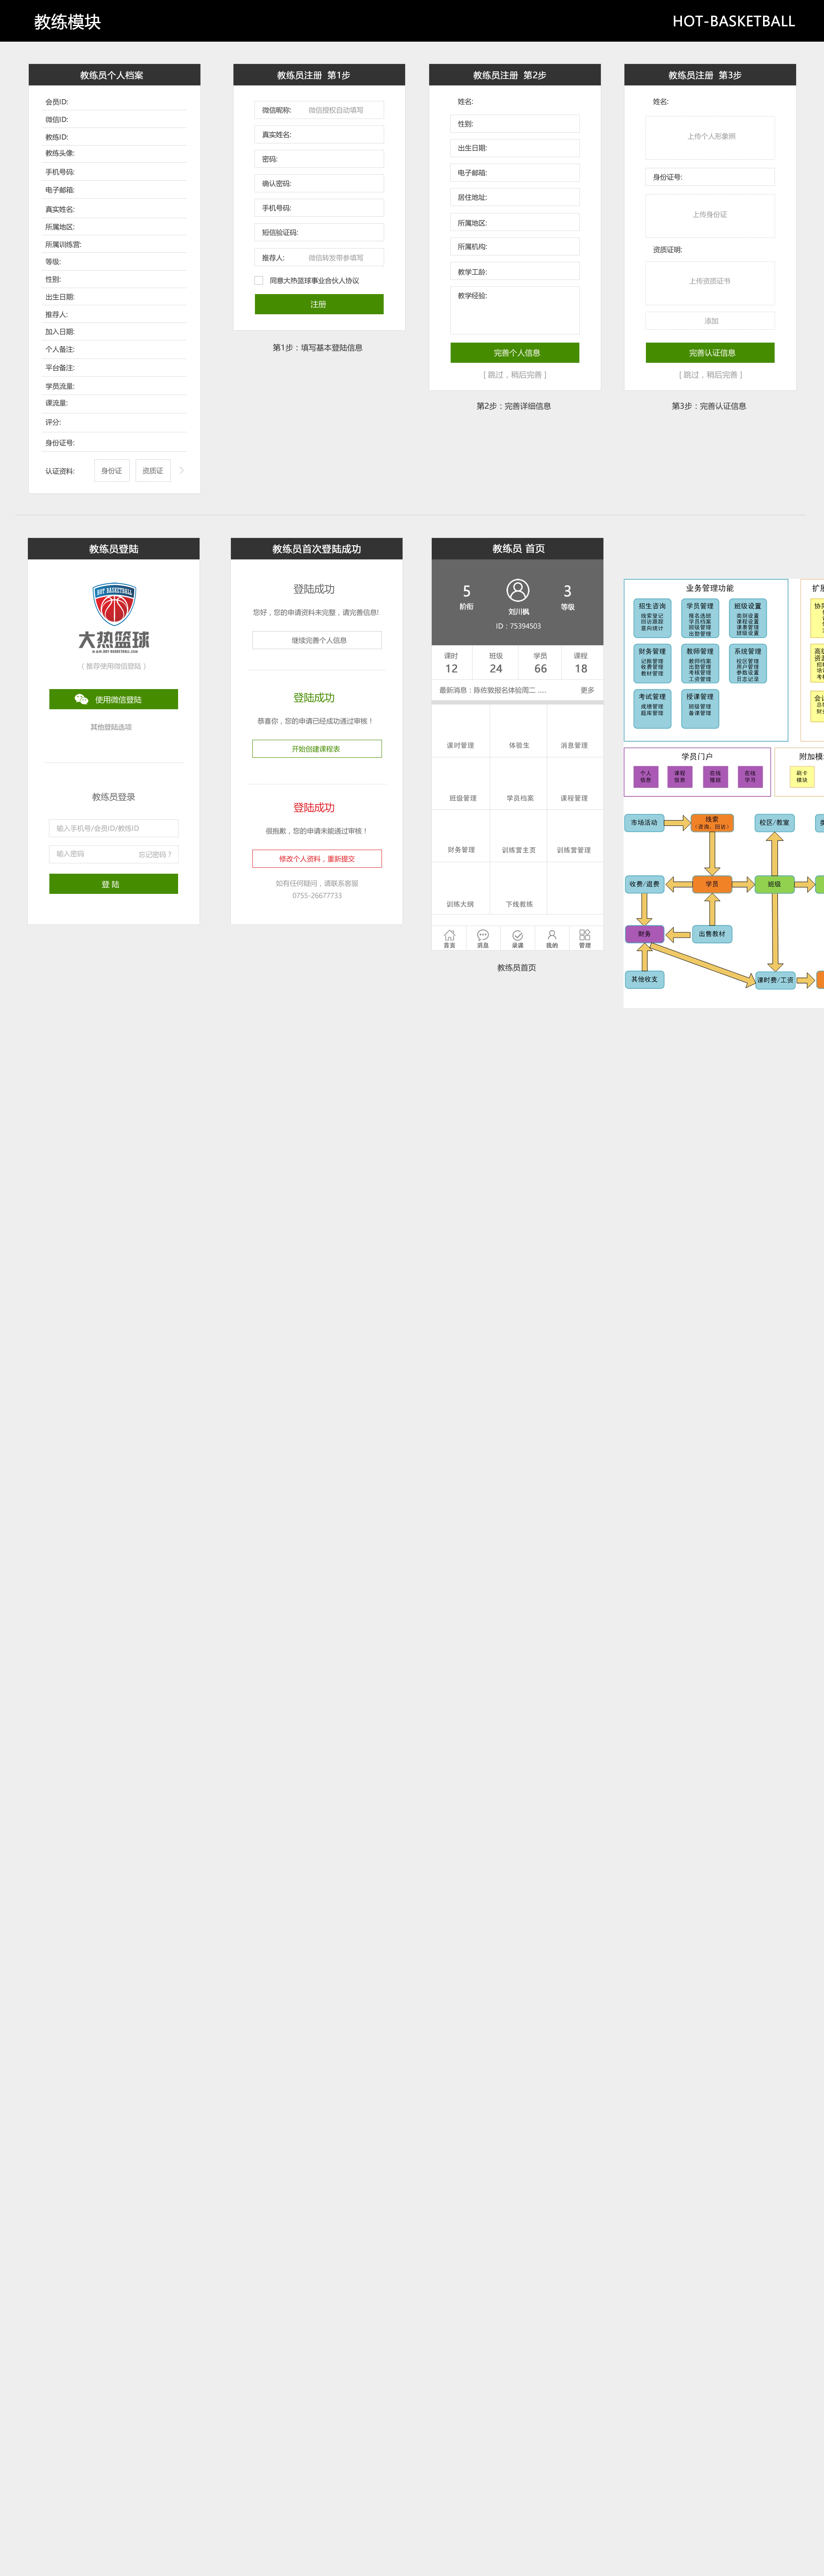 教练模块
HOT-BASKETBALL
教练员个人档案
会员ID:
微信ID:
教练ID:
教练头像:
手机号码:
电子邮箱:
真实姓名:
所属地区:
所属训练营:
等级:
性别:
出生日期:
推荐人:
加入日期:
个人备注:
平台备注:
学员流量:
课流量:
评分:
身份证号:
认证资料: 身份证 资质证
教练员注册 第1步
微信昵称: 微信授权自动填写
真实姓名:
密码:
确认密码:
手机号码:
短信验证码:
推荐人: 微信转发带参填写
同意大热篮球事业合伙人协议
注册
第1步：填写基本登陆信息
教练员注册 第2步
姓名:
性别:
出生日期:
电子邮箱:
居住地址:
所属地区:
所属机构:
教学工龄:
教学经验:
完善个人信息
[ 跳过，稍后完善 ]
第2步：完善详细信息
教练员注册 第3步
姓名:
上传个人形象照
身份证号:
上传身份证
资质证明:
上传资质证书
添加
完善认证信息
[ 跳过，稍后完善 ]
第3步：完善认证信息
教练员登陆
HOT BASKETBALL
大热篮球
( 推荐使用微信登陆 )
使用微信登陆
其他登陆选项
教练员登录
输入手机号/会员ID/教练ID
输入密码 忘记密码？
登 陆
教练员首次登陆成功
登陆成功
您好，您的申请资料未完整，请完善信息!
继续完善个人信息
登陆成功
恭喜你，您的申请已经成功通过审核！
开始创建课程表
登陆成功
很抱歉，您的申请未能通过审核！
修改个人资料，重新提交
如有任何疑问，请联系客服
0755-26677733
教练员 首页
5 3
阶衔 刘川枫 等级
ID：75394503
课时 班级 学员 课程
12 24 66 18
最新消息：陈佐敦报名体验周二 ..... 更多
课时管理 体验生 消息管理
班级管理 学员档案 课程管理
财务管理 训练营主页 训练营管理
训练大纲 下线教练
首页 消息 录课 我的 管理
教练员首页
业务管理功能
招生咨询 学员管理 班级设置
线索登记 报名选班 类别设置
回访跟踪 学员档案 课程设置
意向统计 班级管理 课表管理
出勤管理 班级设置
财务管理 教师管理 系统管理
记账管理 教师档案 校区管理
收费管理 出勤管理 用户管理
教材管理 考核管理 参数设置
工资管理 日志记录
考试管理 授课管理
成绩管理 班级管理
题库管理 备课管理
学员门户
个人信息 课程信息 在线猫题 在线学习
附加模
刷卡模块
市场活动
线索
（咨询、回访）
校区/教室
收费/退费 学员 班级
财务 出售教材
其他收支 课时费/工资